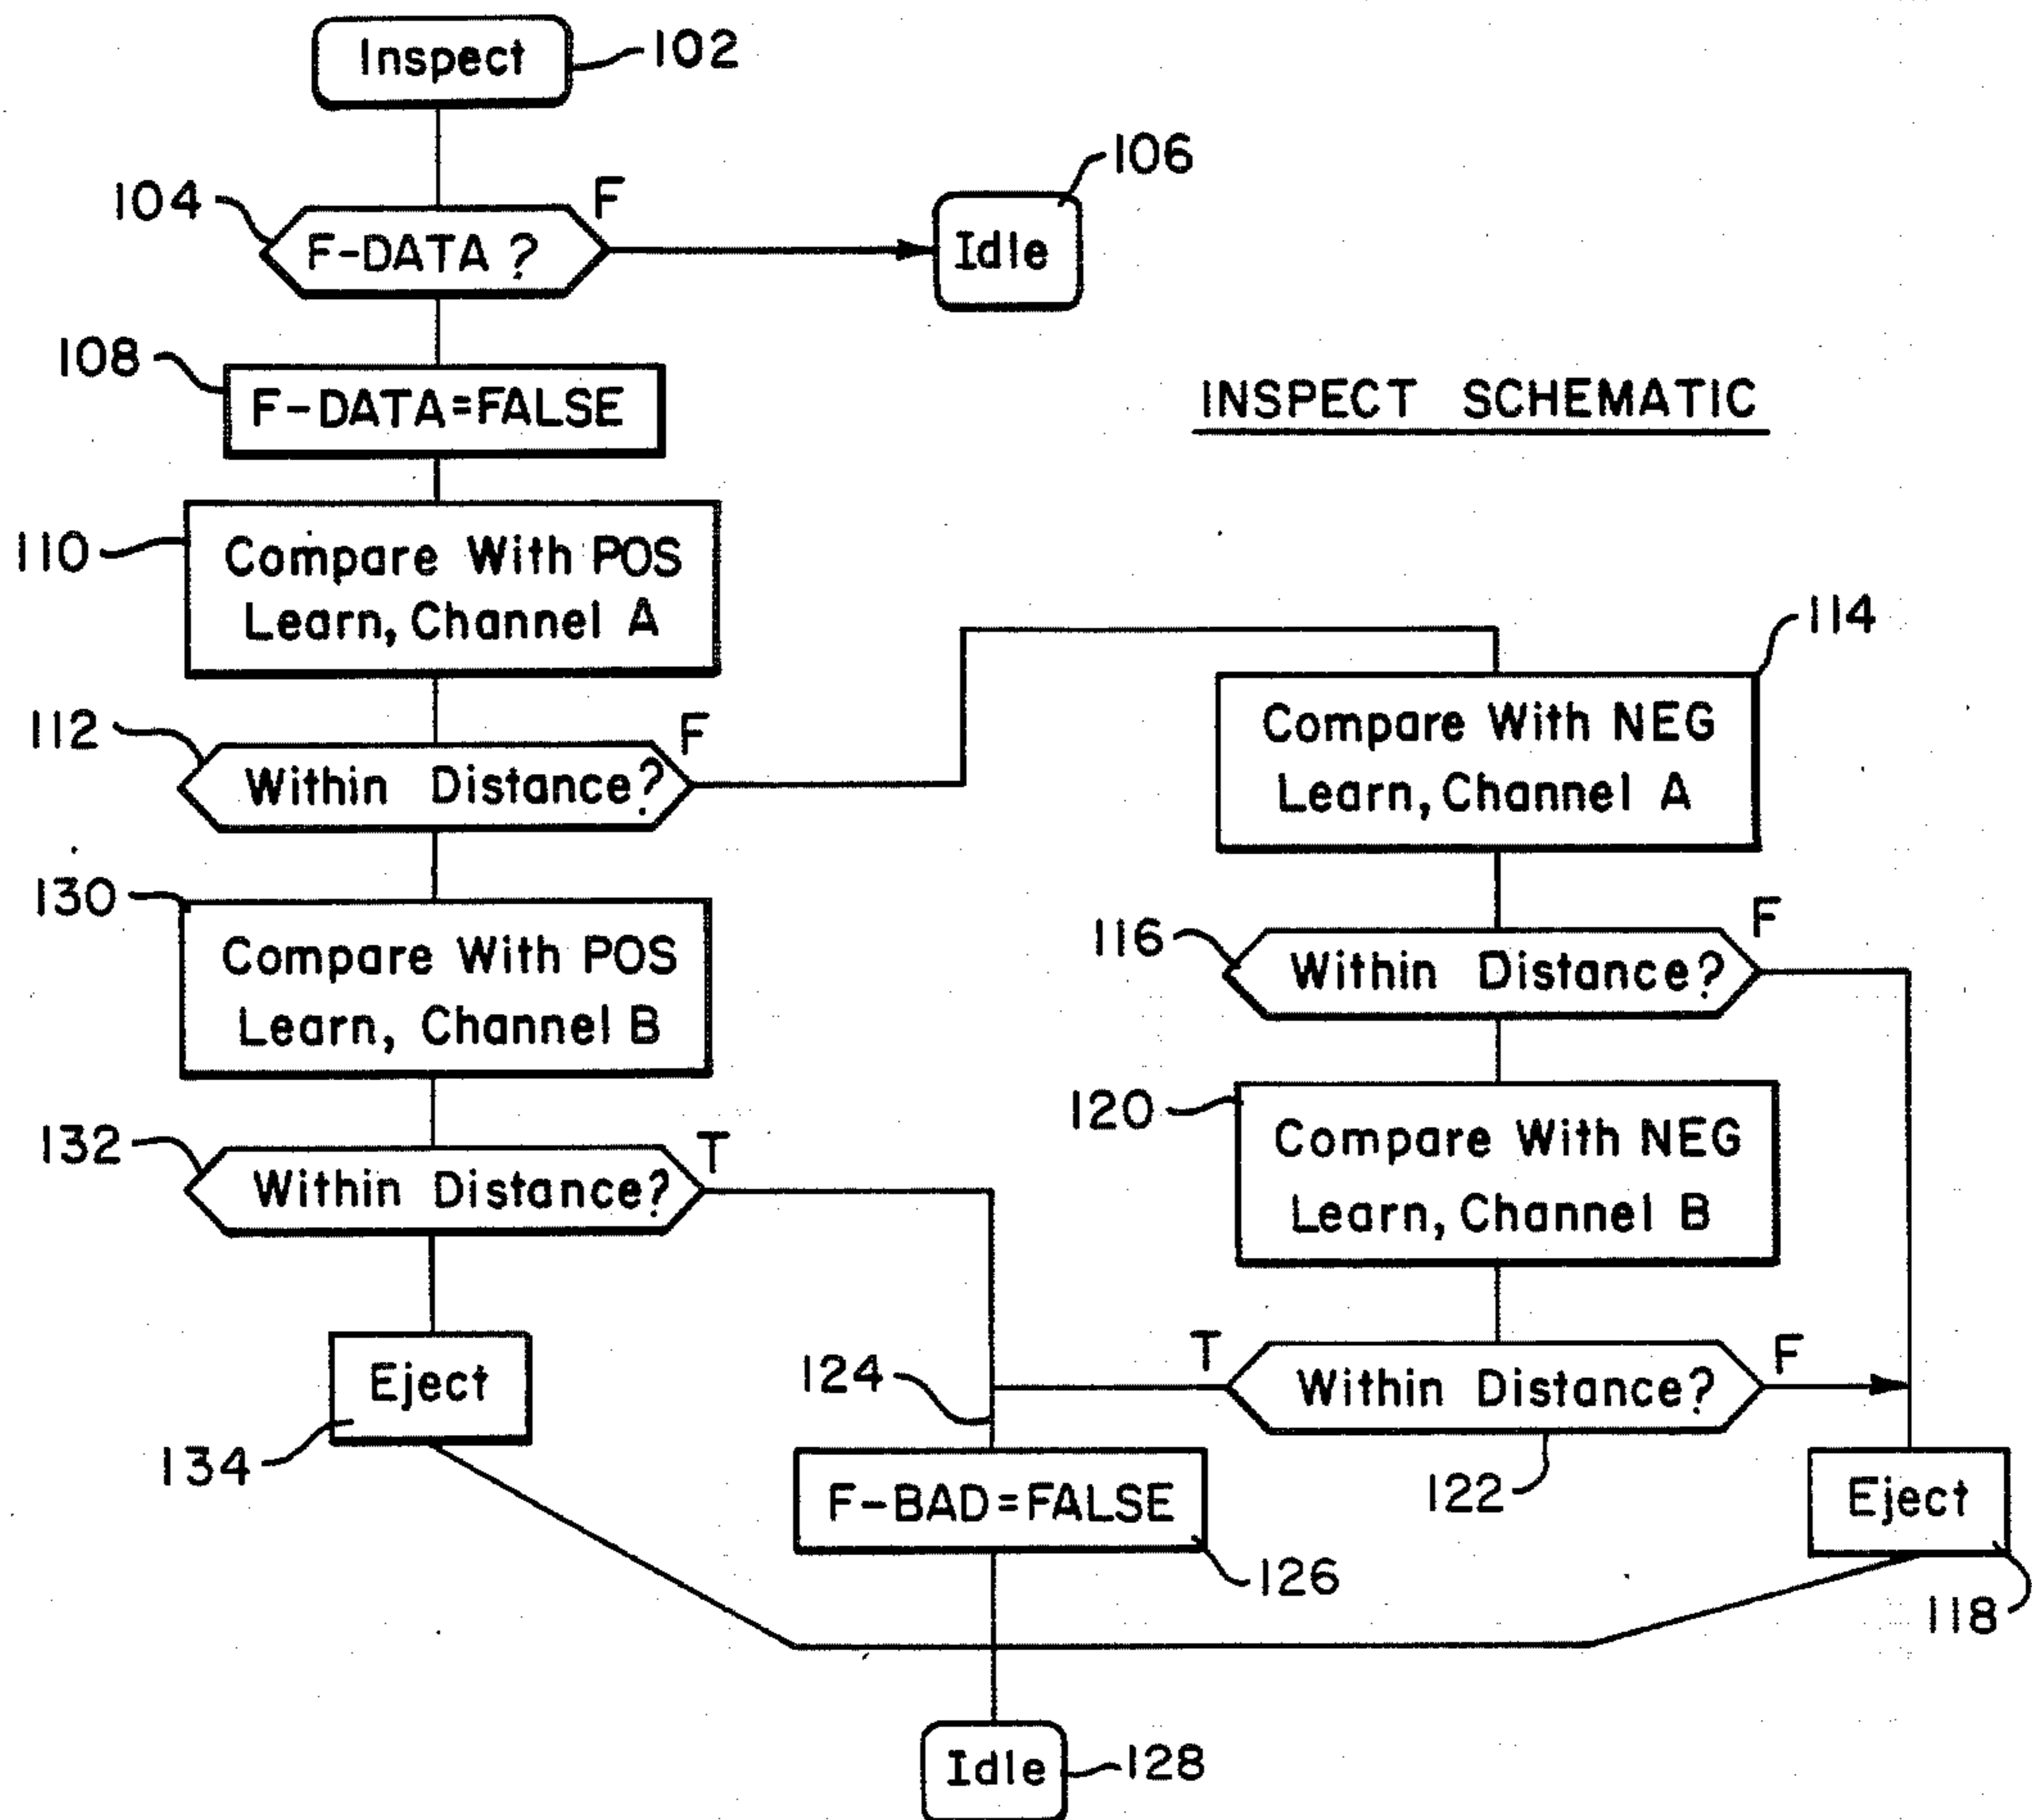 Inspect
102
106
104
F
F-DATA ?
Idle
108
F-DATA=FALSE
INSPECT SCHEMATIC
110
Compare With POS
Learn, Channel A
114
112
F
Within Distance?
Compare With NEG
Learn, Channel A
130
Compare With POS
Learn, Channel B
116
F
Within Distance?
120
Compare With NEG
Learn, Channel B
132
T
Within Distance?
Eject
134
124
T
F
Within Distance?
122
F-BAD=FALSE
126
Eject
118
Idle
128